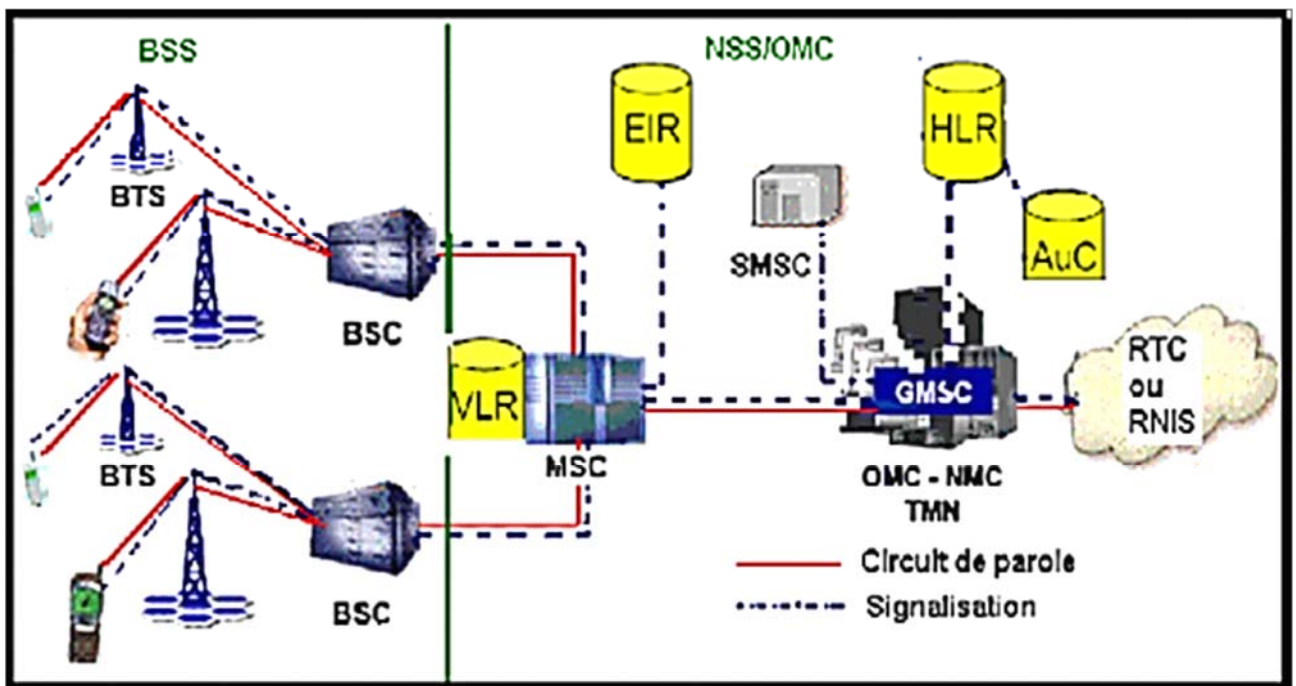 BSS
NSS/OMC
BTS
BSC
BTS
BSC
EIR
HLR
SMSC
AuC
VLR
MSC
GMSC
OMC - NMC
TMN
RTC
ou
RNIS
Circuit de parole
Signalisation